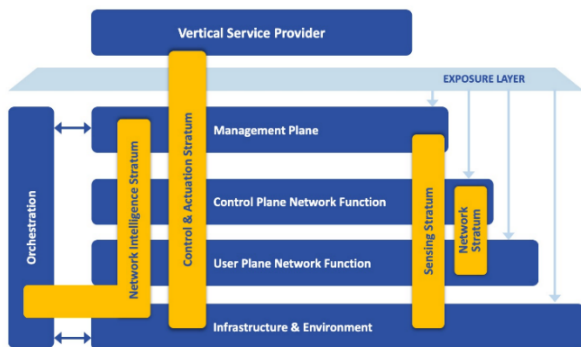 Vertical Service Provider
EXPOSURE LAYER
Orchestration
Management Plane
Network Intelligence Stratum
Control & Actuation Stratum
Sensing Stratum
Control Plane Network Function
Network
Stratum
User Plane Network Function
Infrastructure & Environment